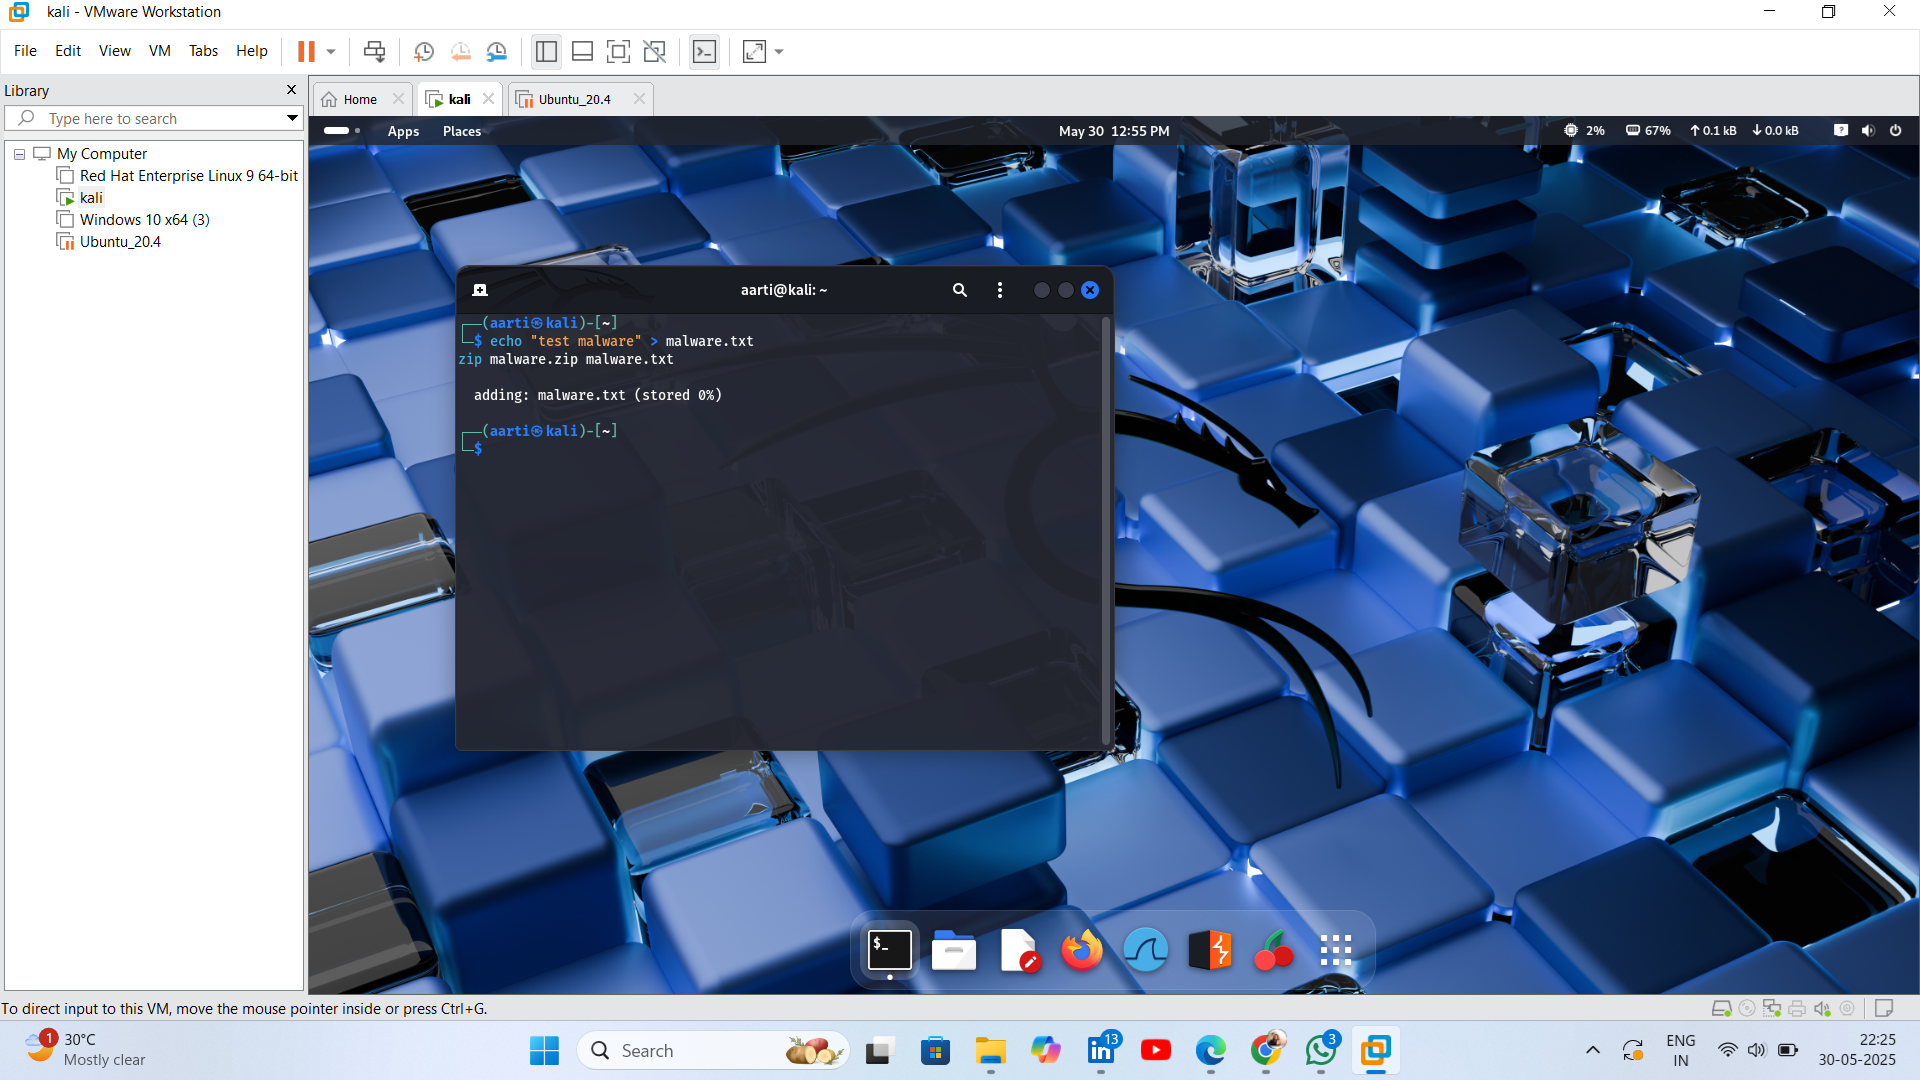 kali - VMware Workstation
File Edit View VM Tabs Help
Library
Type here to search
My Computer
Red Hat Enterprise Linux 9 64-bit
kali
Windows 10 x64 (3)
Ubuntu_20.4
Home kali Ubuntu_20.4
Apps Places May 30 12:55 PM 2% 67% 0.1 kB 0.0 kB
aarti@kali: ~
(aarti㉿kali)-[~]
$ echo "test malware" > malware.txt
zip malware.zip malware.txt
adding: malware.txt (stored 0%)
(aarti㉿kali)-[~]
$
$_
To direct input to this VM, move the mouse pointer inside or press Ctrl+G.
1
30°C
Mostly clear
Search
13
3
ENG
IN
22:25
30-05-2025